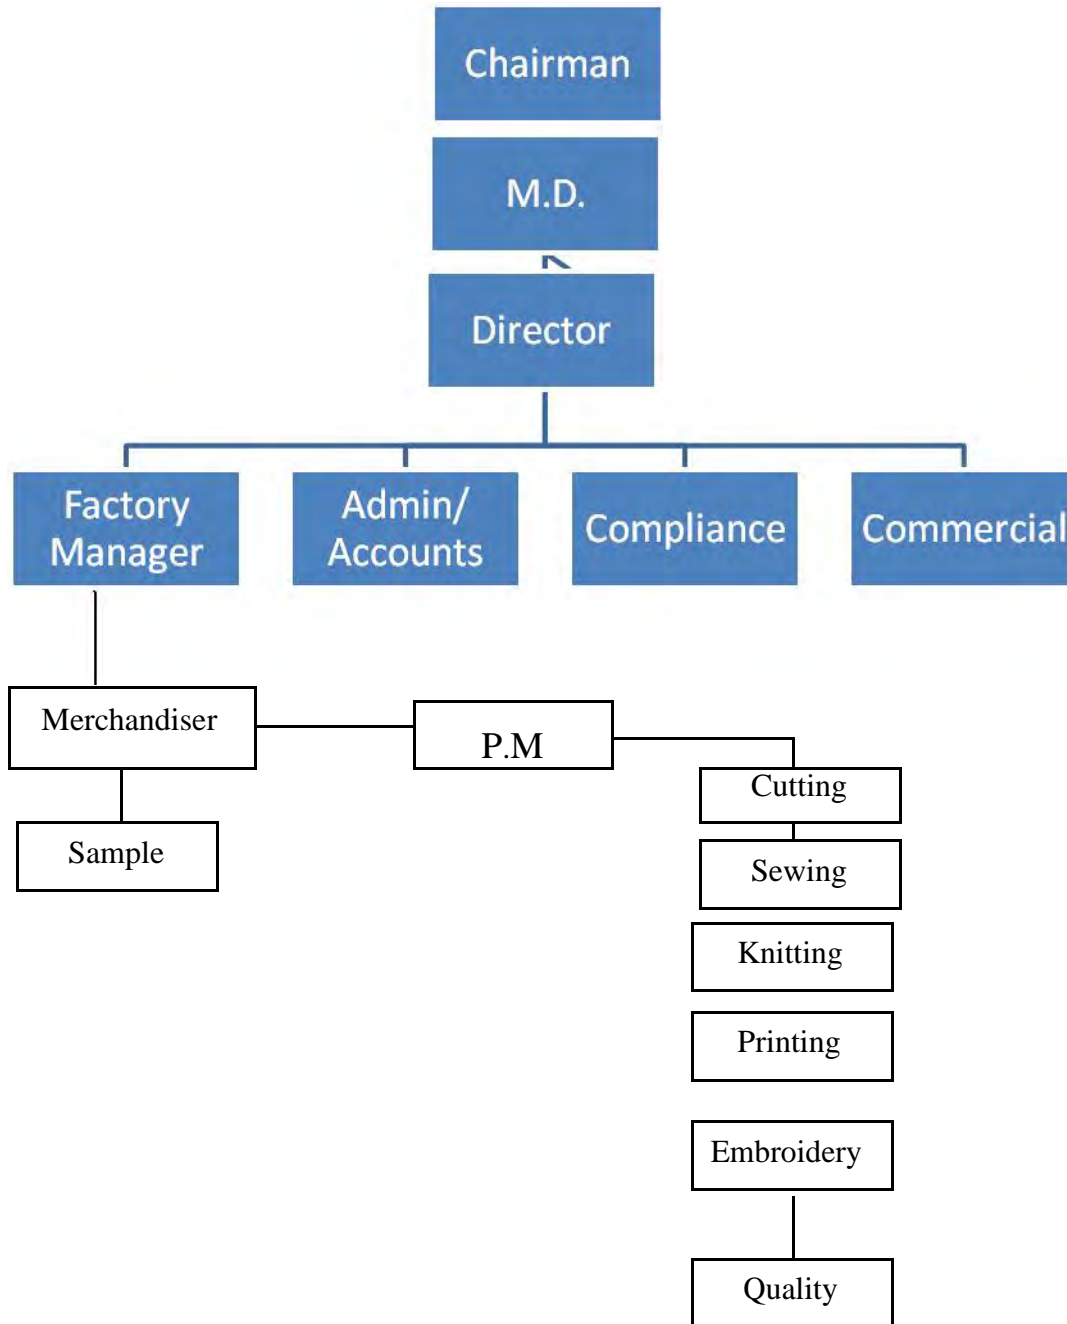 Chairman
M.D.
Director
Factory
Manager
Admin/
Accounts
Compliance
Commercial
Merchandiser
P.M
Cutting
Sample
Sewing
Knitting
Printing
Embroidery
Quality